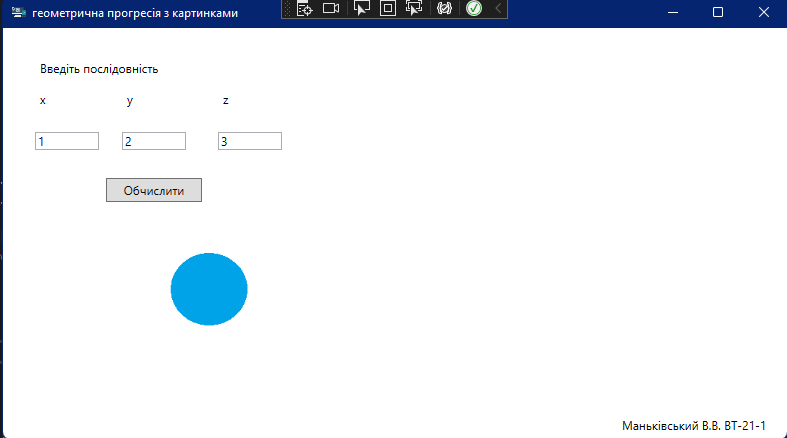 геометрична прогресія з картинками
Введіть послідовність
x y z
1 2 3
Обчислити
Маньківський В.В. ВТ-21-1